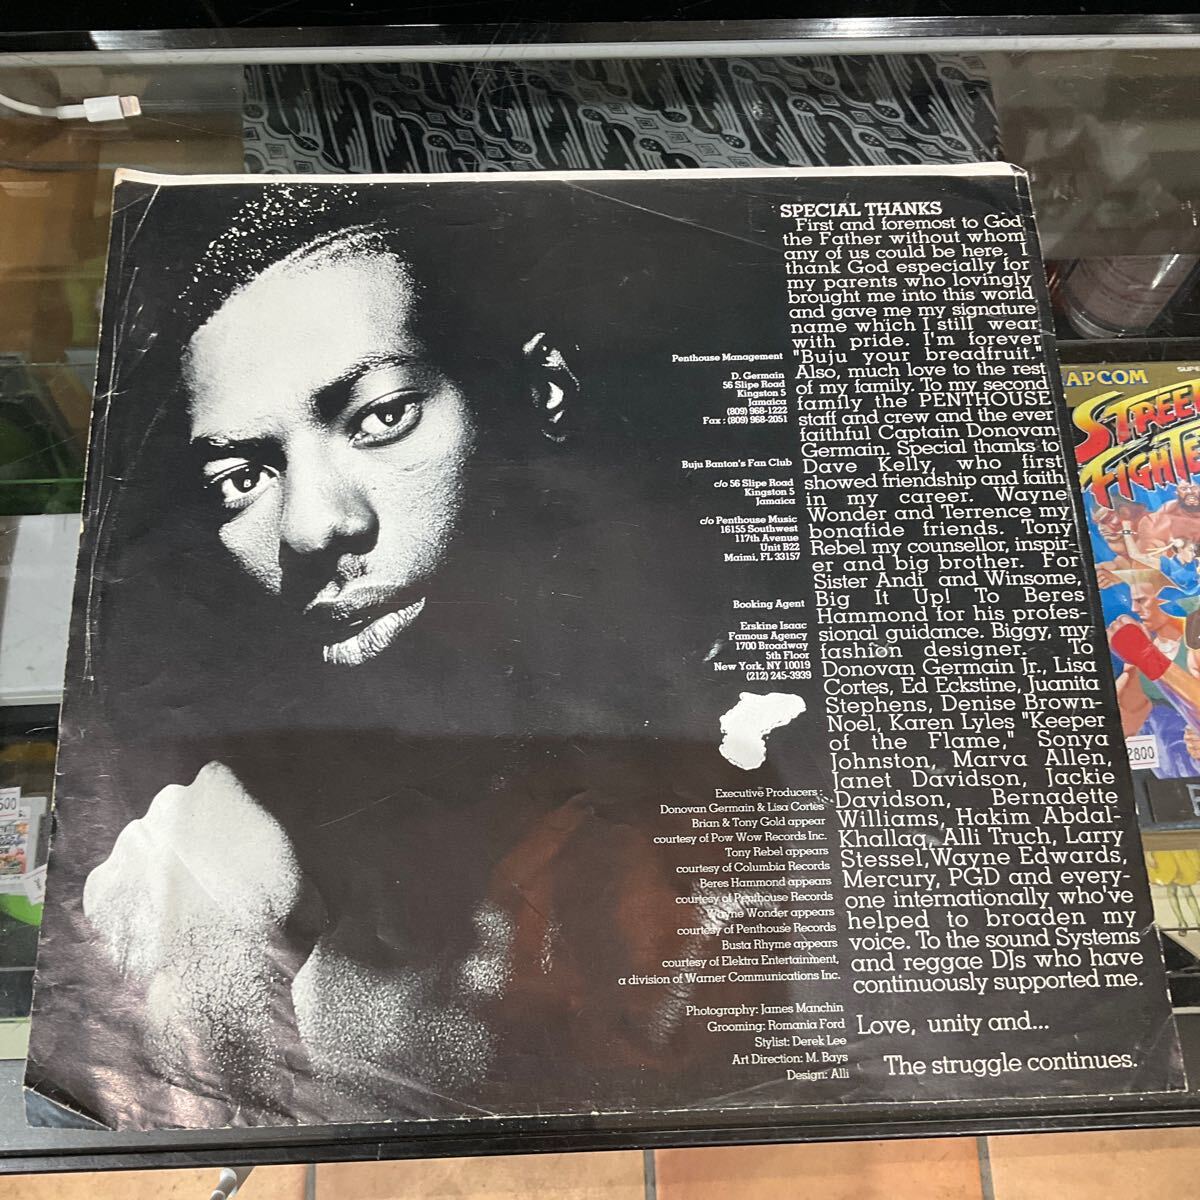 SPECIAL THANKS
First and foremost to God
the Father without whom
any of us could be here. I
thank God especially for
my parents who lovingly
brought me into this world
and gave me my signature
name which I still wear
with pride. I'm forever
"Buju your breadfruit."
Also, much love to the rest
of my family. To my second
family the PENTHOUSE
staff and crew and the ever
faithful Captain Donovan
Germain. Special thanks to
Dave Kelly, who first
showed friendship and faith
in my career. Wayne
Wonder and Terrence my
bonafide friends. Tony
Rebel my counsellor, inspir-
er and big brother. For
Sister Andi and Winsome,
Big It Up! To Beres
Hammond for his profes-
sional guidance. Biggy, my
fashion designer. To
Donovan Germain Jr., Lisa
Cortes, Ed Eckstine, Juanita
Stephens, Denise Brown-
Noel, Karen Lyles "Keeper
of the Flame," Sonya
Johnston, Marva Allen,
Janet Davidson, Jackie
Davidson, Bernadette
Williams, Hakim Abdal-
Khallaq, Alli Truch, Larry
Stessel, Wayne Edwards,
Mercury, PGD and every-
one internationally who've
helped to broaden my
voice. To the sound Systems
and reggae DJs who have
continuously supported me.
Love, unity and...
The struggle continues.
Penthouse Management
D. Germain
56 Slipe Road
Kingston 5
Jamaica
(809) 968-1222
Fax : (809) 968-2051
Buju Banton's Fan Club
c/o 56 Slipe Road
Kingston 5
Jamaica
c/o Penthouse Music
16155 Southwest
117th Avenue
Unit B22
Maimi, FL 33157
Booking Agent
Erskine Isaac
Famous Agency
1700 Broadway
5th Floor
New York, NY 10019
(212) 245-3939
Executive Producers :
Donovan Germain & Lisa Cortes
Brian & Tony Gold appear
courtesy of Pow Wow Records Inc.
Tony Rebel appears
courtesy of Columbia Records
Beres Hammond appears
courtesy of Penthouse Records
Wayne Wonder appears
courtesy of Penthouse Records
Busta Rhyme appears
courtesy of Elektra Entertainment,
a division of Warner Communications Inc.
Photography: James Manchin
Grooming: Romania Ford
Stylist: Derek Lee
Art Direction: M. Bays
Design: Alli
APCOM
SUPE
STREE
FIGHTE
2800
500